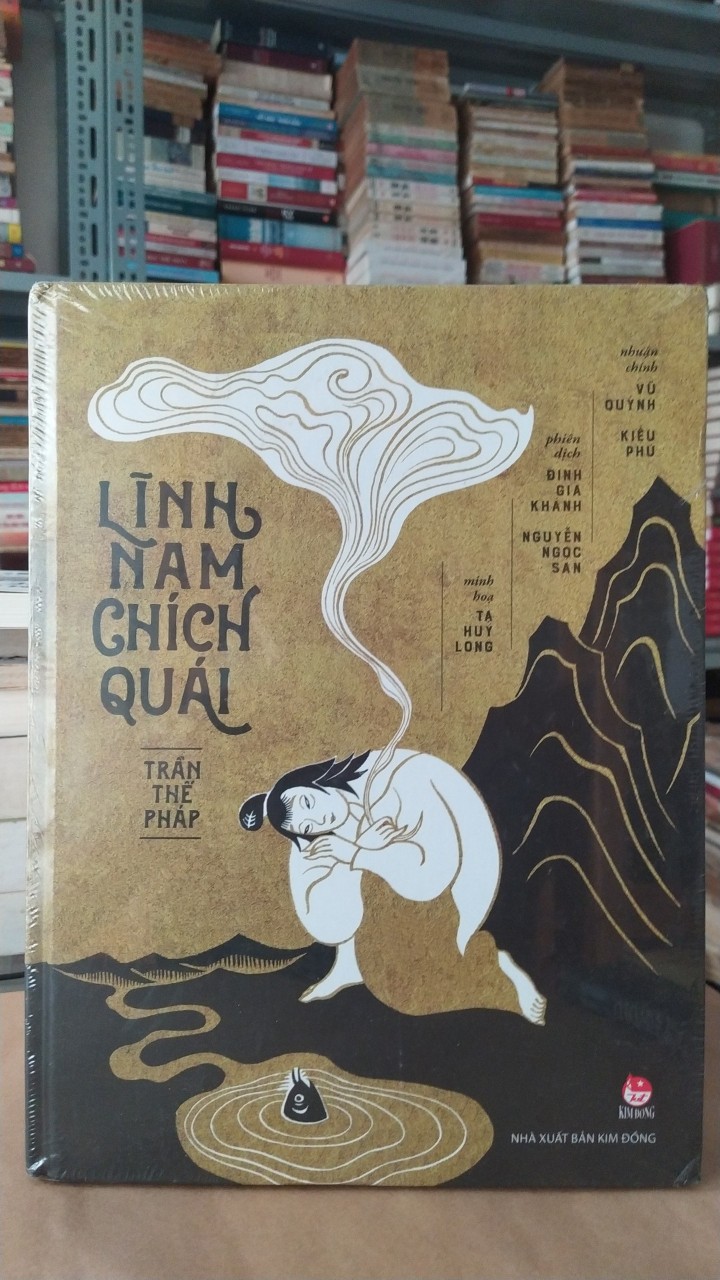 LĨNH
NAM
CHÍCH
QUÁI
TRẦN
THẾ
PHÁP
nhuận
chính
VŨ
QUỲNH
KIỀU
PHÚ
phiên
dịch
ĐINH
GIA
KHÁNH
NGUYỄN
NGỌC
SAN
minh
hoạ
TẠ
HUY
LONG
KIM ĐỒNG
NHÀ XUẤT BẢN KIM ĐỒNG